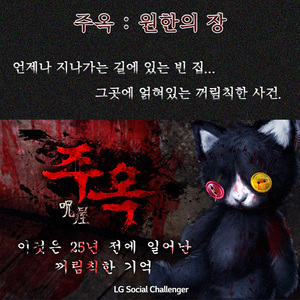 주옥 : 원한의 장
언제나 지나가는 길에 있는 빈 집...
그곳에 얽혀있는 꺼림칙한 사건.
주옥
呪屋
이것은 25년 전에 일어난
꺼림칙한 기억
LG Social Challenger